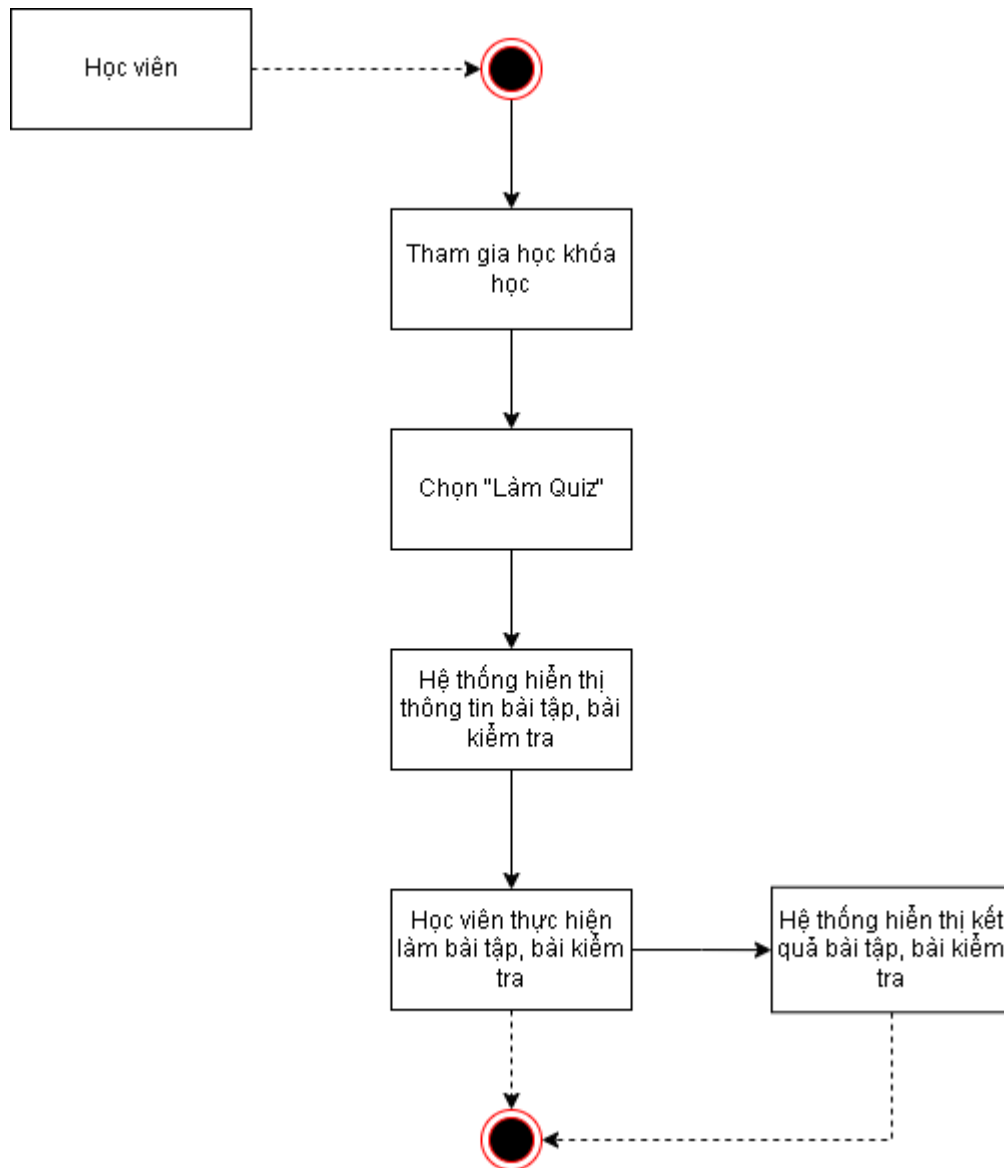 Học viên
Tham gia học khóa
học
Chọn "Làm Quiz"
Hệ thống hiển thị
thông tin bài tập, bài
kiểm tra
Học viên thực hiện
làm bài tập, bài kiểm
tra
Hệ thống hiển thị kết
quả bài tập, bài kiểm
tra